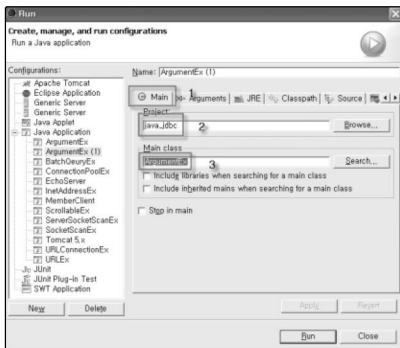 Run
Create, manage, and run configurations
Run a Java application
Configurations:
Apache Tomcat
Eclipse Application
Generic Server
Generic Server
Java Applet
Java Application
ArgumentEx
ArgumentEx (1)
BatchQeuryEx
ConnectionPoolEx
EchoServer
InetAddressEx
MemberClient
ScrollableEx
ServerSocketScanEx
SocketScanEx
Tomcat 5.x
URLConnectionEx
URLEx
JUnit
JUnit Plug-in Test
SWT Application
New Delete
Name: ArgumentEx (1)
Main 1 Arguments JRE Classpath Source
Project:
java_jdbc 2 Browse...
Main class
ArgumentEx 3 Search...
Include libraries when searching for a main class
Include inherited mains when searching for a main class
Stop in main
Apply Revert
Run Close